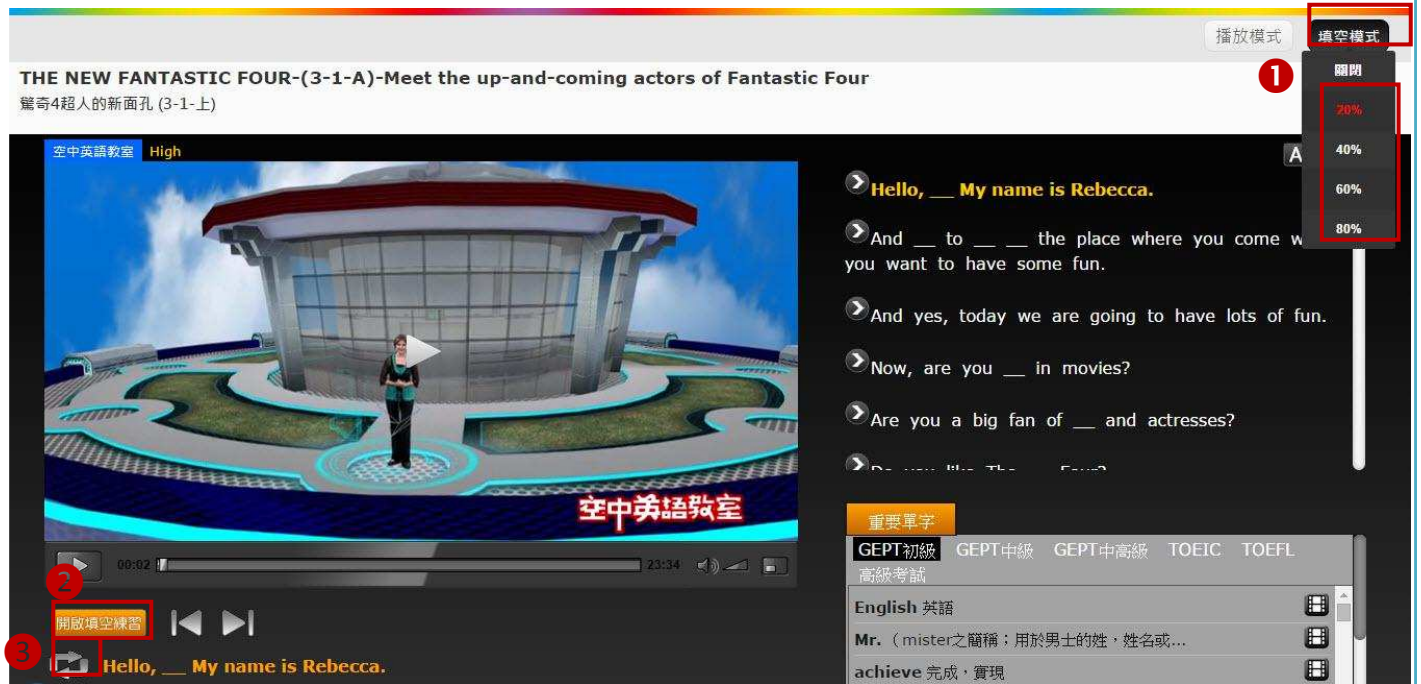 播放模式
填空模式
1
關閉
20%
40%
60%
80%
THE NEW FANTASTIC FOUR-(3-1-A)-Meet the up-and-coming actors of Fantastic Four
驚奇4超人的新面孔 (3-1-上)
空中英語教室 High
A
空中英語教室
Hello, __ My name is Rebecca.
And __ to __ __ the place where you come w
you want to have some fun.
And yes, today we are going to have lots of fun.
Now, are you __ in movies?
Are you a big fan of __ and actresses?
Do you like The __ Four?
00:02
23:34
2
開啟填空練習
3
Hello, __ My name is Rebecca.
重要單字
GEPT初級 GEPT中級 GEPT中高級 TOEIC TOEFL
高級考試
English 英語
Mr. (mister之簡稱；用於男士的姓，姓名或...
achieve 完成，實現